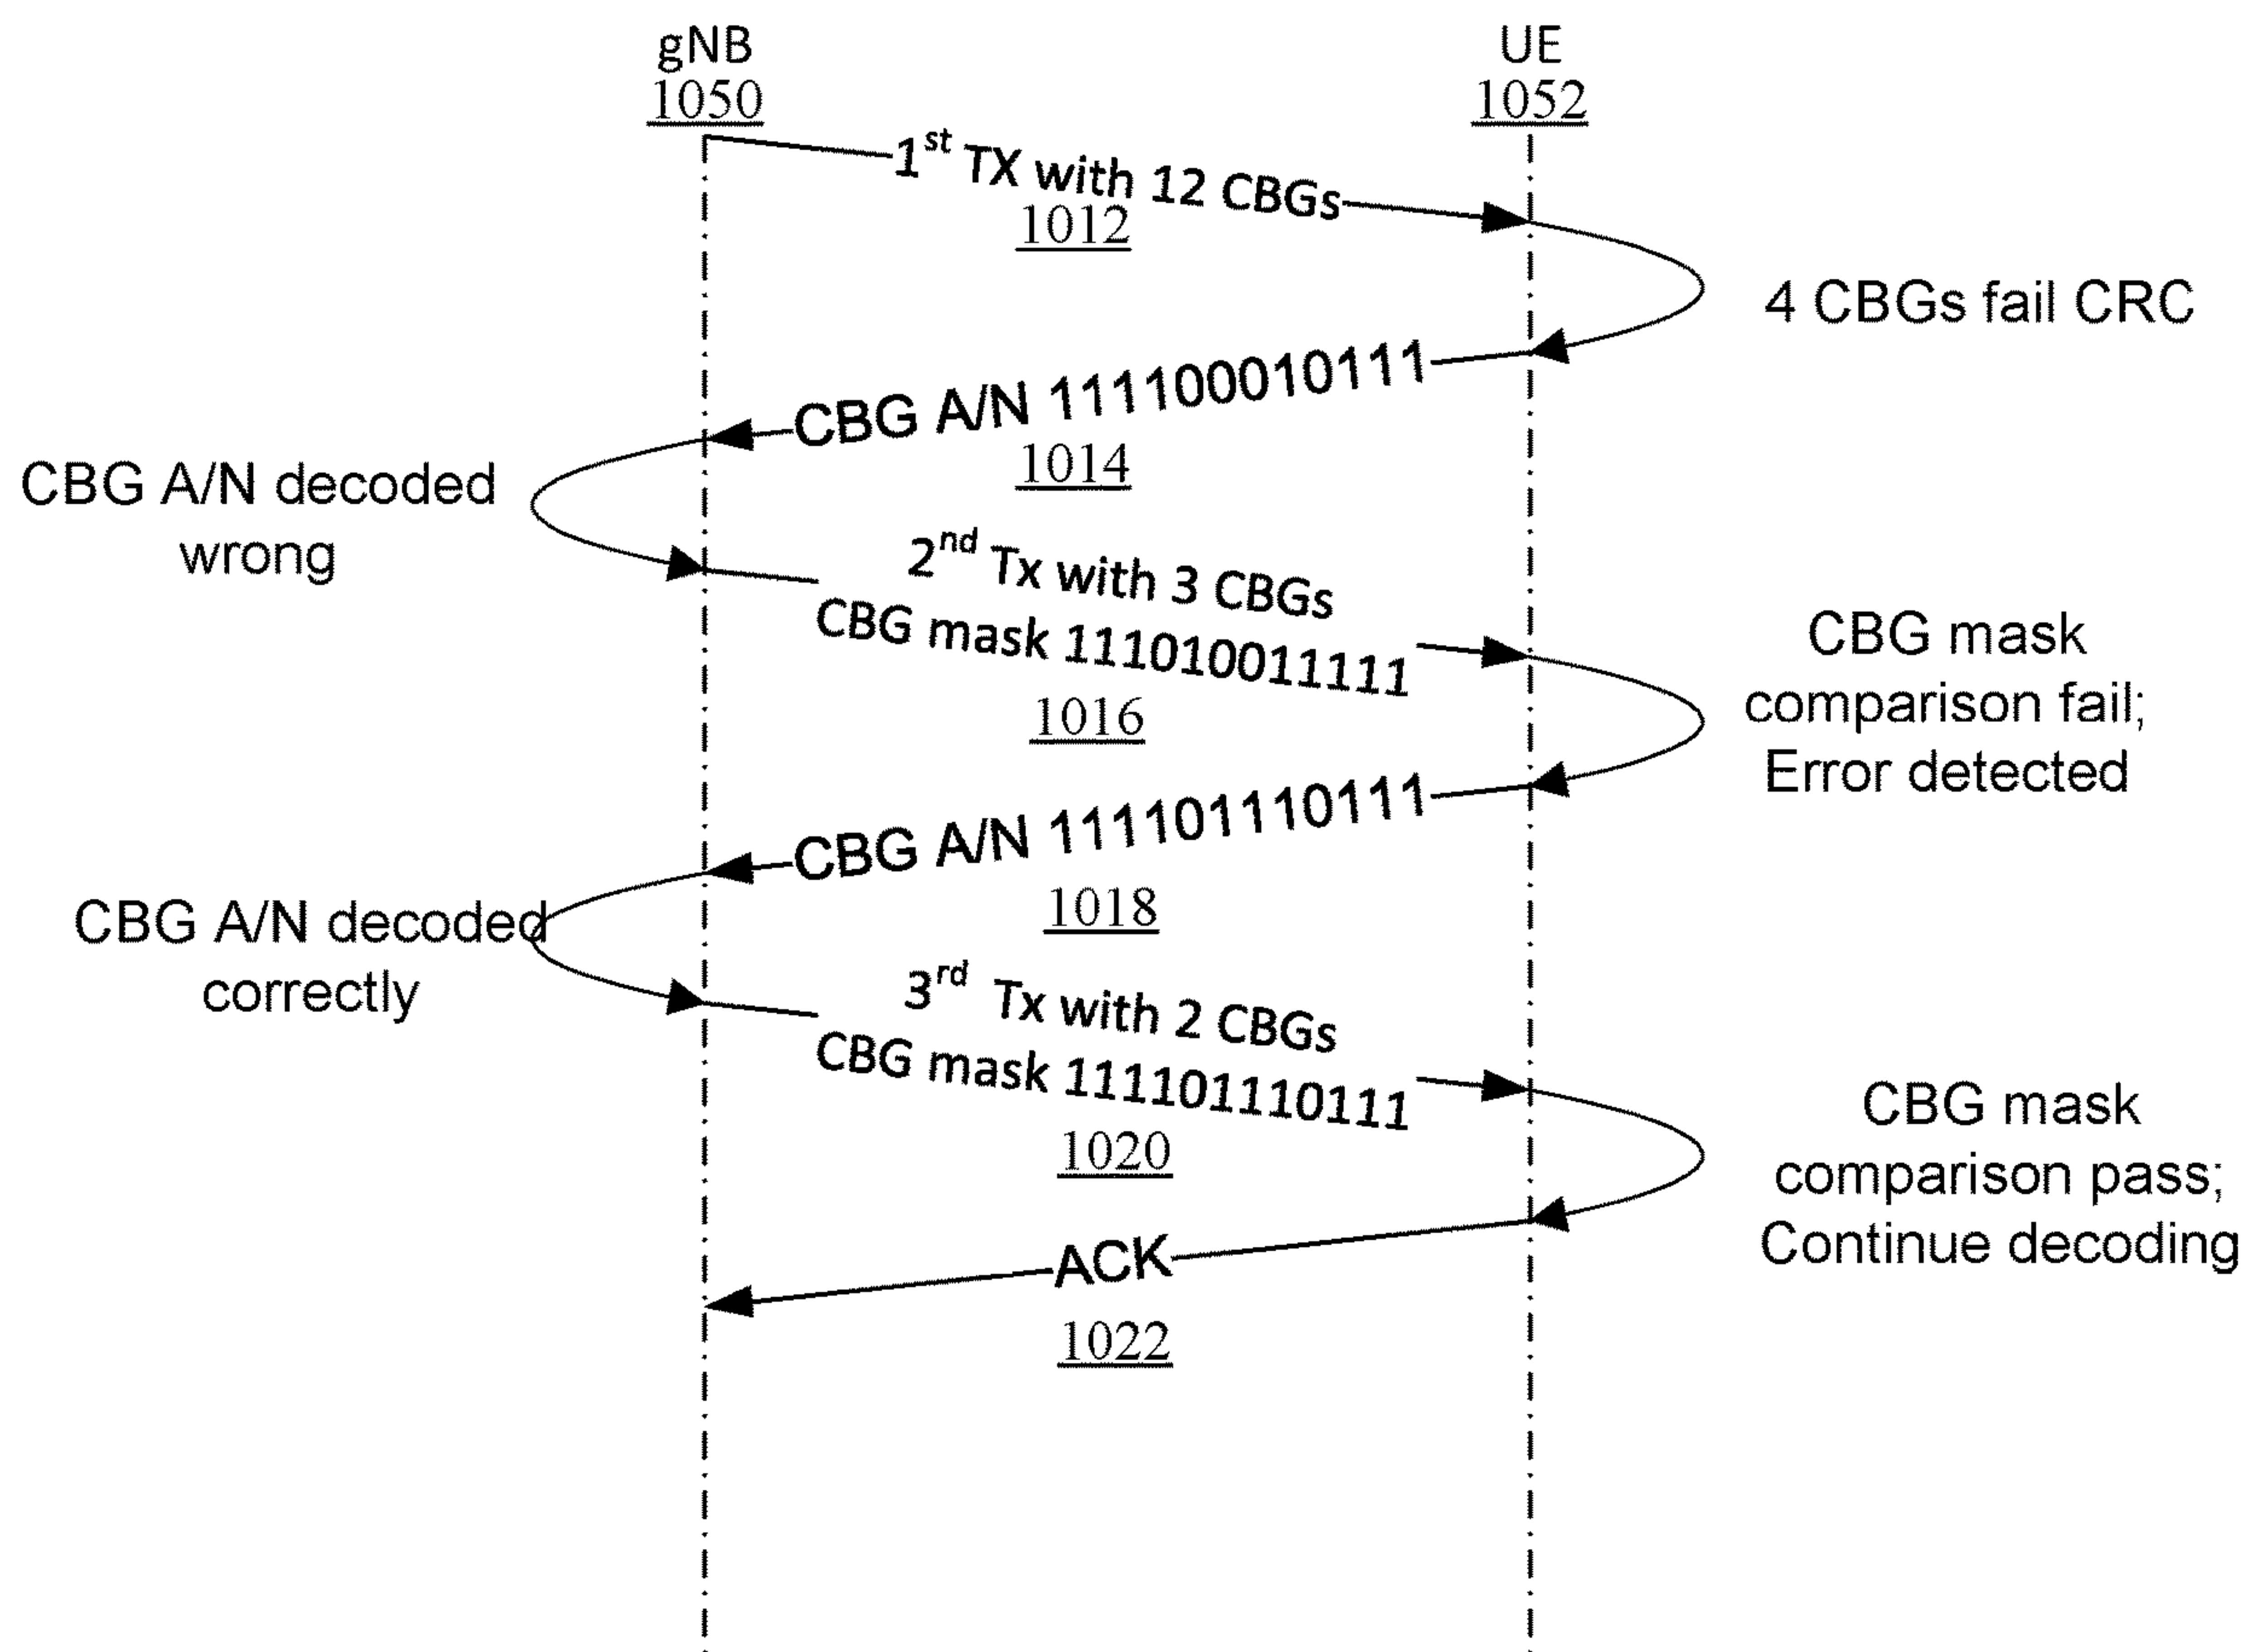 gNB
1050
UE
1052
1st TX with 12 CBGs
1012
4 CBGs fail CRC
CBG A/N 111100010111
1014
CBG A/N decoded
wrong
2nd Tx with 3 CBGs
CBG mask 111010011111
1016
CBG mask
comparison fail;
Error detected
CBG A/N 111101110111
1018
CBG A/N decoded
correctly
3rd Tx with 2 CBGs
CBG mask 111101110111
1020
CBG mask
comparison pass;
Continue decoding
ACK
1022